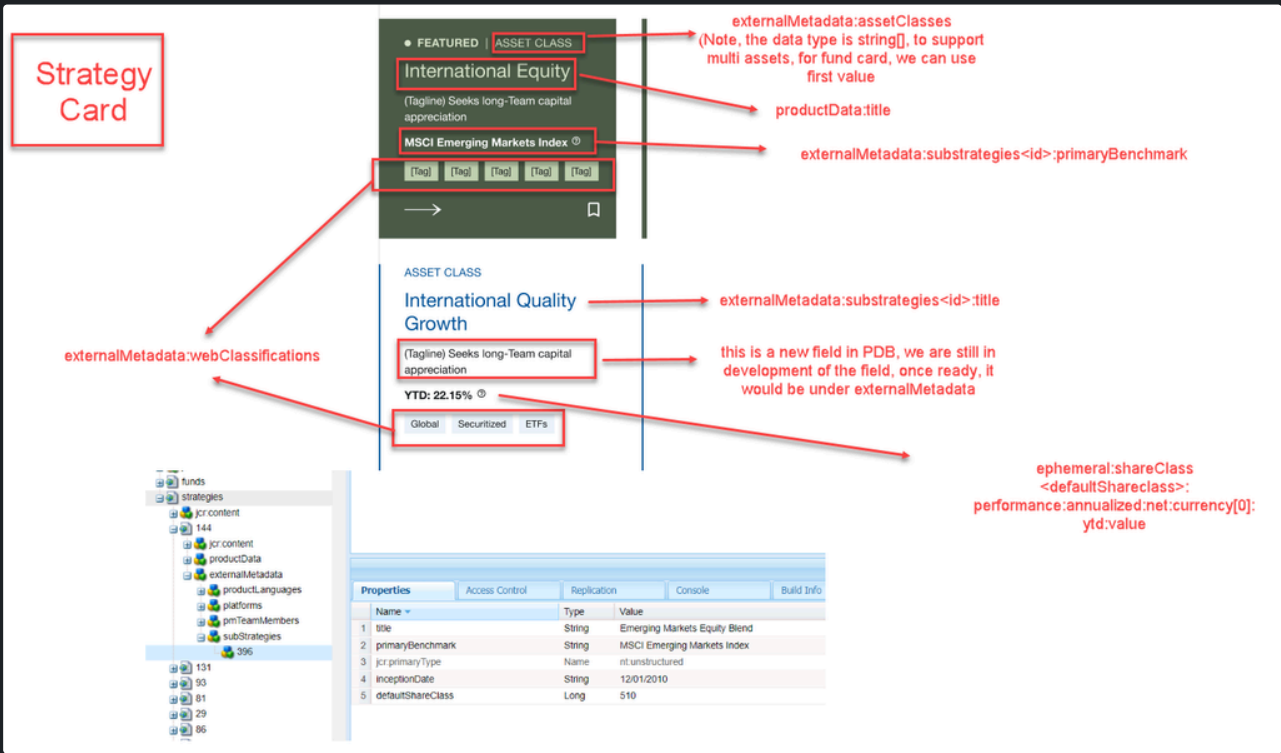 Strategy
Card
● FEATURED | ASSET CLASS
International Equity
(Tagline) Seeks long-Team capital
appreciation
MSCI Emerging Markets Index ?
[Tag] [Tag] [Tag] [Tag] [Tag]
externalMetadata:assetClasses
(Note, the data type is string[], to support
multi assets, for fund card, we can use
first value
productData:title
externalMetadata:substrategies<id>:primaryBenchmark
ASSET CLASS
International Quality
Growth
(Tagline) Seeks long-Team capital
appreciation
YTD: 22.15% ?
Global Securitized ETFs
externalMetadata:webClassifications
externalMetadata:substrategies<id>:title
this is a new field in PDB, we are still in
development of the field, once ready, it
would be under externalMetadata
ephemeral:shareClass
<defaultShareclass>:
performance:annualized:net:currency[0]:
ytd:value
funds
strategies
jcr:content
144
jcr:content
productData
externalMetadata
productLanguages
platforms
pmTeamMembers
subStrategies
396
131
93
81
29
86
Properties Access Control Replication Console Build Info
Name Type Value
1 title String Emerging Markets Equity Blend
2 primaryBenchmark String MSCI Emerging Markets Index
3 jcr:primaryType Name nt:unstructured
4 inceptionDate String 12/01/2010
5 defaultShareClass Long 510